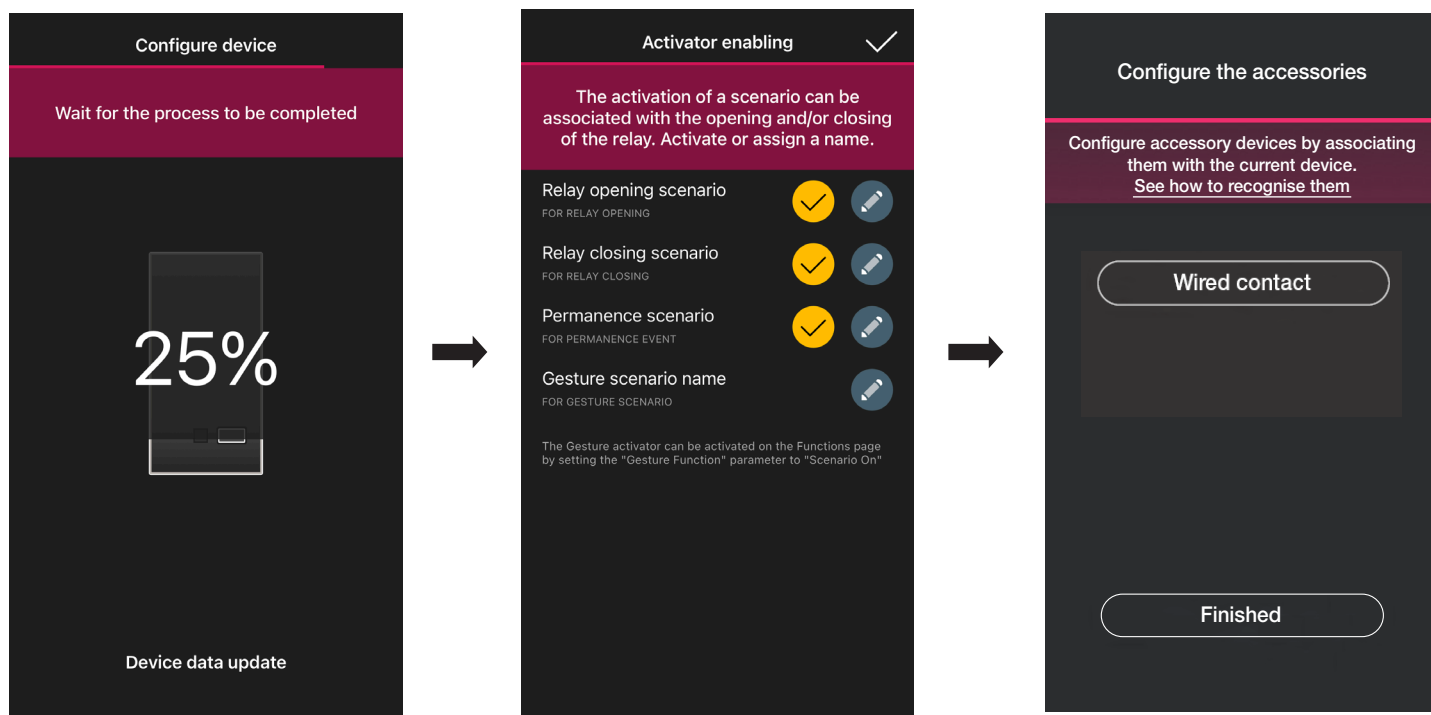 Configure device
Wait for the process to be completed
25%
Device data update
Activator enabling
The activation of a scenario can be
associated with the opening and/or closing
of the relay. Activate or assign a name.
Relay opening scenario
FOR RELAY OPENING
Relay closing scenario
FOR RELAY CLOSING
Permanence scenario
FOR PERMANENCE EVENT
Gesture scenario name
FOR GESTURE SCENARIO
The Gesture activator can be activated on the Functions page
by setting the "Gesture Function" parameter to "Scenario On"
Configure the accessories
Configure accessory devices by associating
them with the current device.
See how to recognise them
Wired contact
Finished